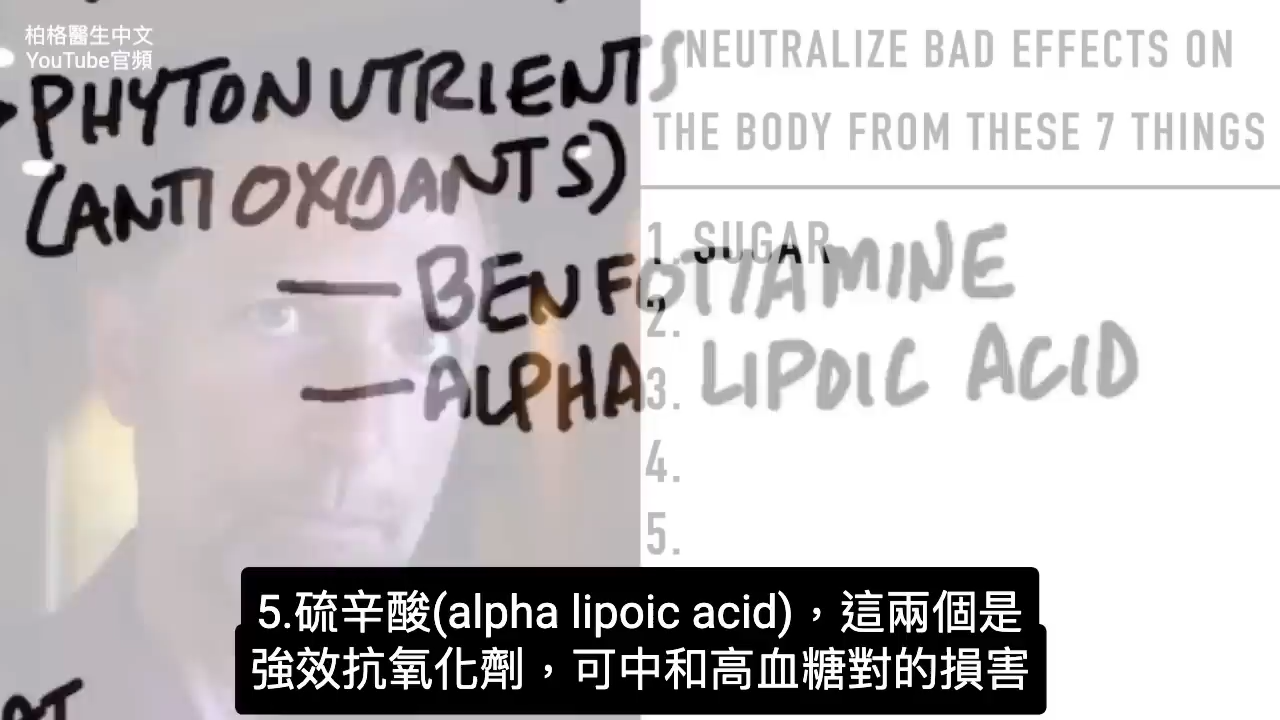 柏格醫生中文
YouTube官頻
PHYTONUTRIENTS
(ANTIOXIDANTS)
— BENFOTIAMINE
— ALPHA LIPOIC ACID
NEUTRALIZE BAD EFFECTS ON
THE BODY FROM THESE 7 THINGS
1. SUGAR
2.
3.
4.
5.
5.硫辛酸(alpha lipoic acid)，這兩個是
強效抗氧化劑，可中和高血糖對的損害